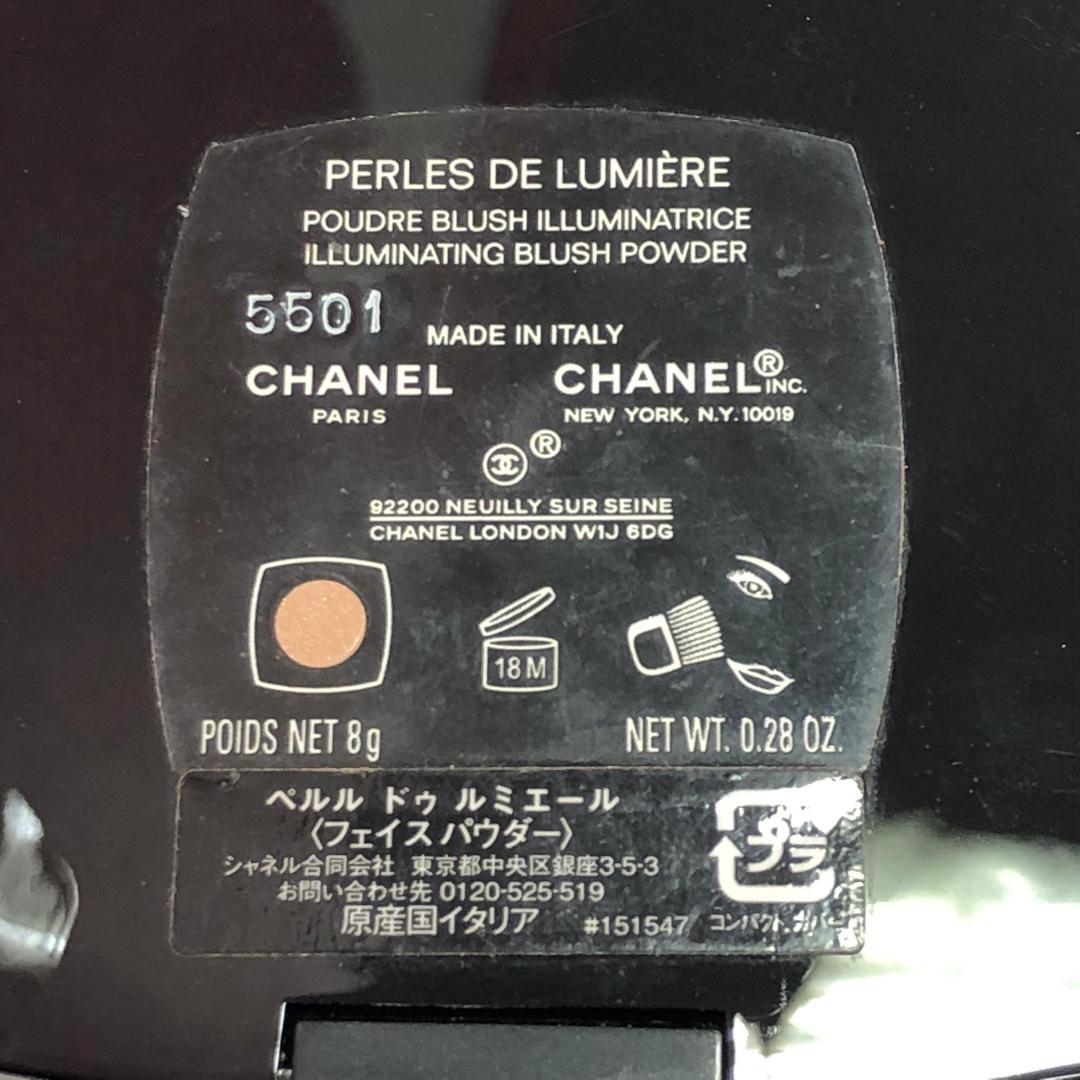 PERLES DE LUMIÈRE
POUDRE BLUSH ILLUMINATRICE
ILLUMINATING BLUSH POWDER
5501
MADE IN ITALY
CHANEL
PARIS
CHANEL® INC.
NEW YORK, N.Y. 10019
®
92200 NEUILLY SUR SEINE
CHANEL LONDON W1J 6DG
18 M
POIDS NET 8g
NET WT. 0.28 OZ.
ペルル ドゥ ルミエール
〈フェイスパウダー〉
シャネル合同会社 東京都中央区銀座3-5-3
お問い合わせ先 0120-525-519
原産国イタリア
#151547
プラ
コンパクト,カバー